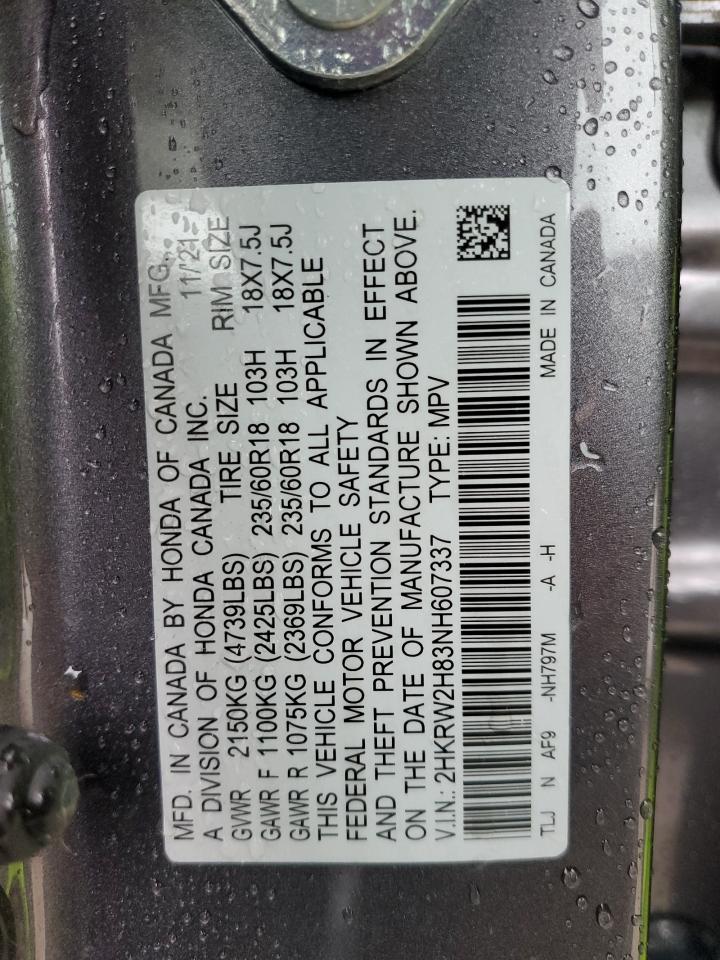 MFD. IN CANADA BY HONDA OF CANADA MFG.,
A DIVISION OF HONDA CANADA INC. 11/21
GVWR 2150KG (4739LBS) TIRE SIZE RIM SIZE
GAWR F 1100KG (2425LBS) 235/60R18 103H 18X7.5J
GAWR R 1075KG (2369LBS) 235/60R18 103H 18X7.5J
THIS VEHICLE CONFORMS TO ALL APPLICABLE
FEDERAL MOTOR VEHICLE SAFETY
AND THEFT PREVENTION STANDARDS IN EFFECT
ON THE DATE OF MANUFACTURE SHOWN ABOVE.
V.I.N.: 2HKRW2H83NH607337 TYPE: MPV
TLJ N AF9 -NH797M -A -H MADE IN CANADA